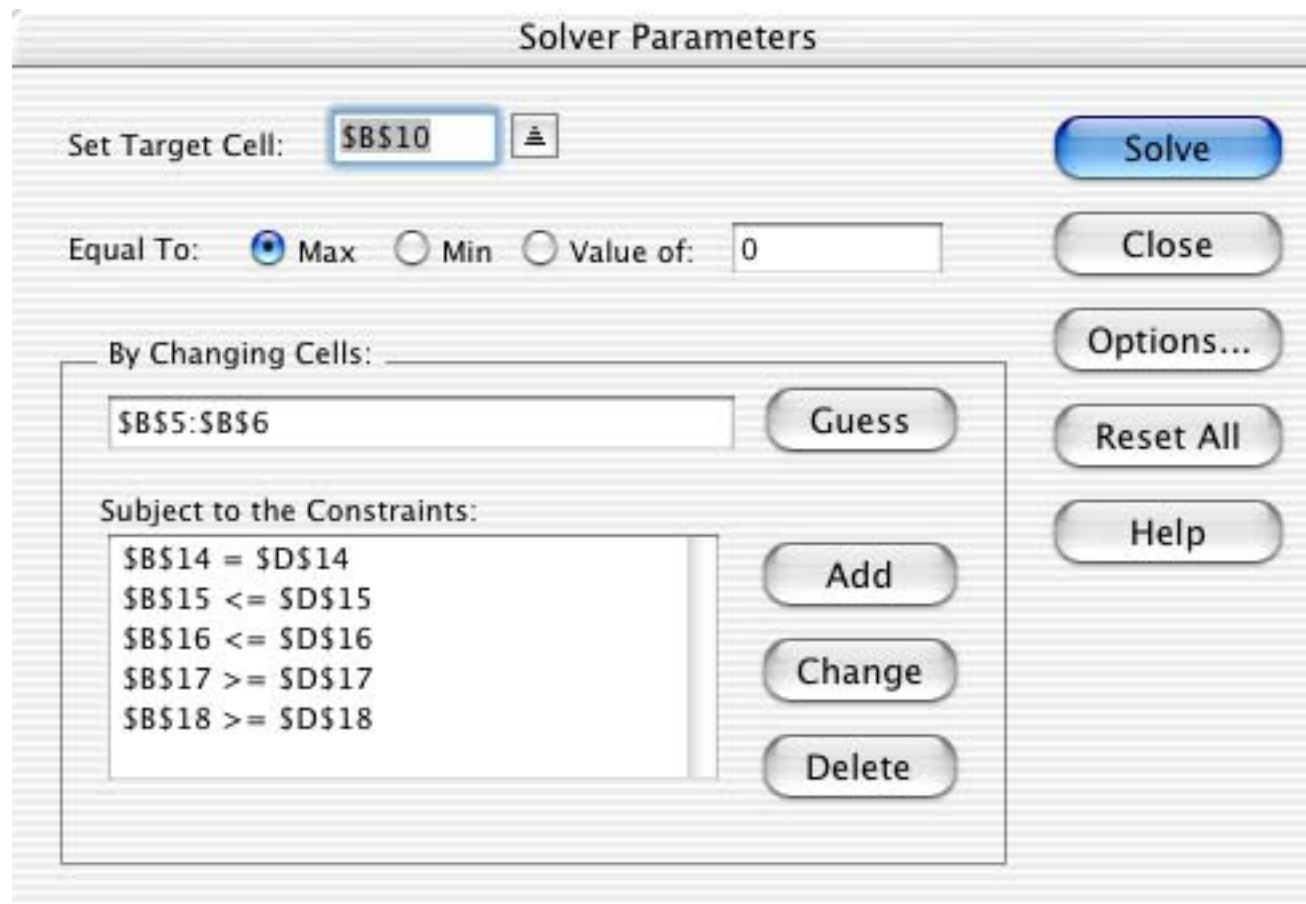 Solver Parameters
Set Target Cell: $B$10
Solve
Equal To: Max Min Value of: 0
Close
Options...
By Changing Cells:
$B$5:$B$6
Guess
Reset All
Subject to the Constraints:
Help
$B$14 = $D$14
$B$15 <= $D$15
Add
$B$16 <= $D$16
$B$17 >= $D$17
Change
$B$18 >= $D$18
Delete